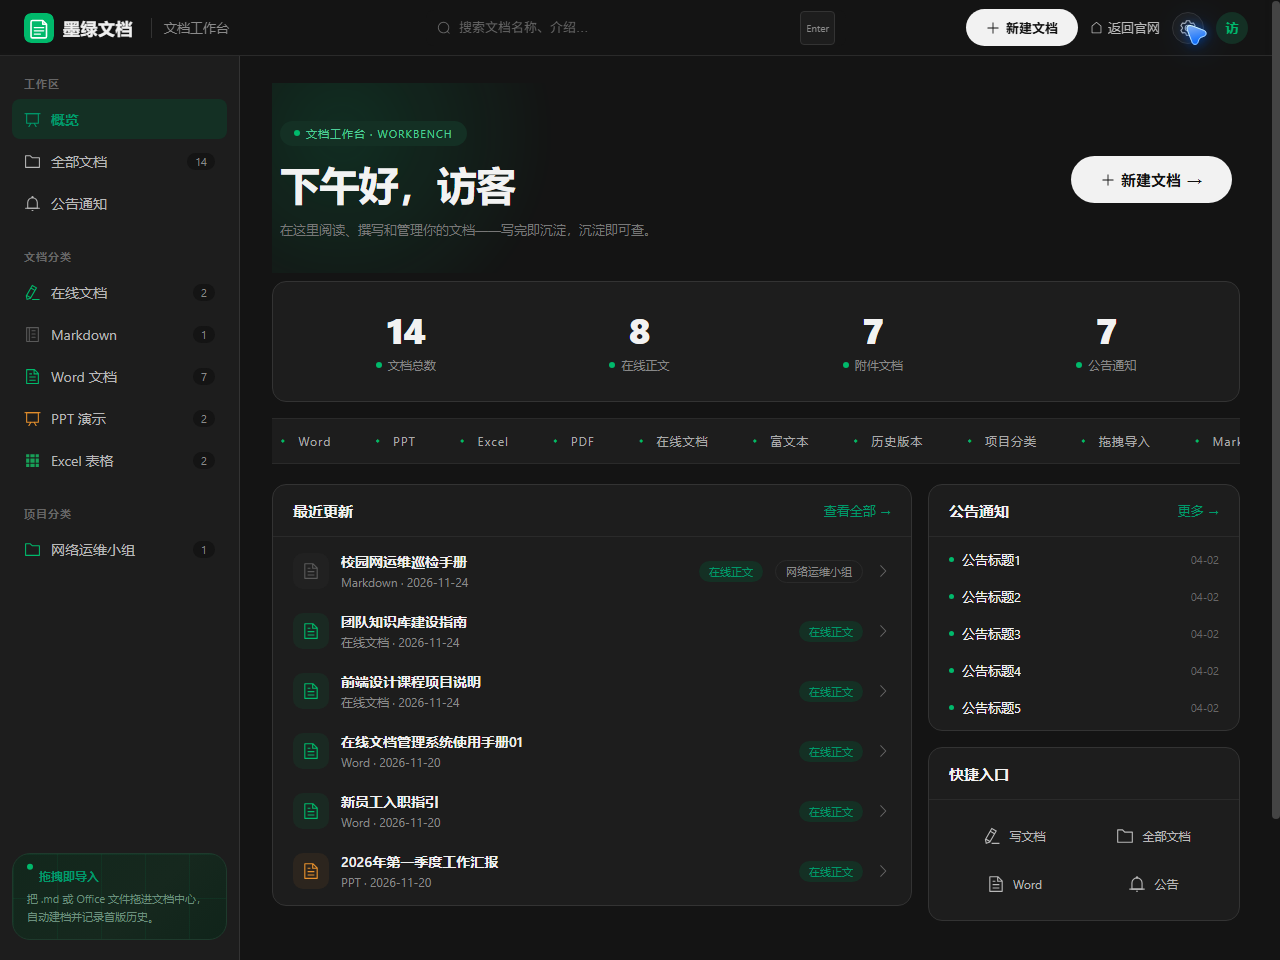 墨绿文档
文档工作台
搜索文档名称、介绍...
Enter
新建文档
返回官网
访
工作区
概览
全部文档
14
公告通知
文档分类
在线文档
2
Markdown
1
Word 文档
7
PPT 演示
2
Excel 表格
2
项目分类
网络运维小组
1
拖拽即导入
把 .md 或 Office 文件拖进文档中心，
自动建档并记录首版历史。
文档工作台 · WORKBENCH
下午好，访客
在这里阅读、撰写和管理你的文档——写完即沉淀，沉淀即可查。
新建文档 →
14
文档总数
8
在线正文
7
附件文档
7
公告通知
Word
PPT
Excel
PDF
在线文档
富文本
历史版本
项目分类
拖拽导入
Mark
最近更新
查看全部 →
校园网运维巡检手册
Markdown · 2026-11-24
在线正文
网络运维小组
团队知识库建设指南
在线文档 · 2026-11-24
在线正文
前端设计课程项目说明
在线文档 · 2026-11-24
在线正文
在线文档管理系统使用手册01
Word · 2026-11-20
在线正文
新员工入职指引
Word · 2026-11-20
在线正文
2026年第一季度工作汇报
PPT · 2026-11-20
在线正文
公告通知
更多 →
公告标题1
04-02
公告标题2
04-02
公告标题3
04-02
公告标题4
04-02
公告标题5
04-02
快捷入口
写文档
全部文档
Word
公告